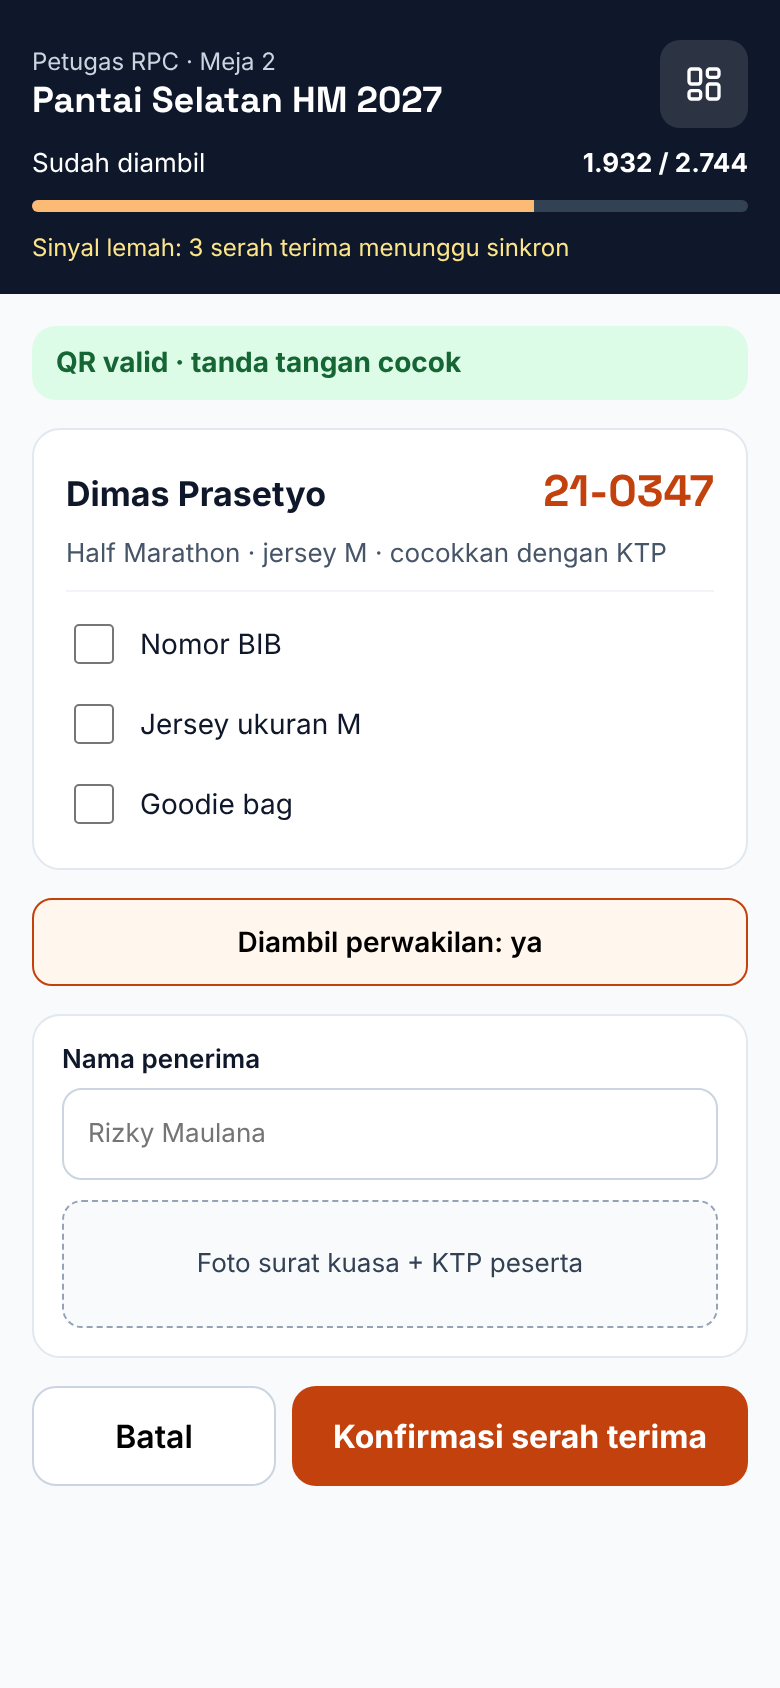 Petugas RPC · Meja 2
Pantai Selatan HM 2027
Sudah diambil 1.932 / 2.744
Sinyal lemah: 3 serah terima menunggu sinkron
QR valid · tanda tangan cocok
Dimas Prasetyo 21-0347
Half Marathon · jersey M · cocokkan dengan KTP
Nomor BIB
Jersey ukuran M
Goodie bag
Diambil perwakilan: ya
Nama penerima
Rizky Maulana
Foto surat kuasa + KTP peserta
Batal Konfirmasi serah terima